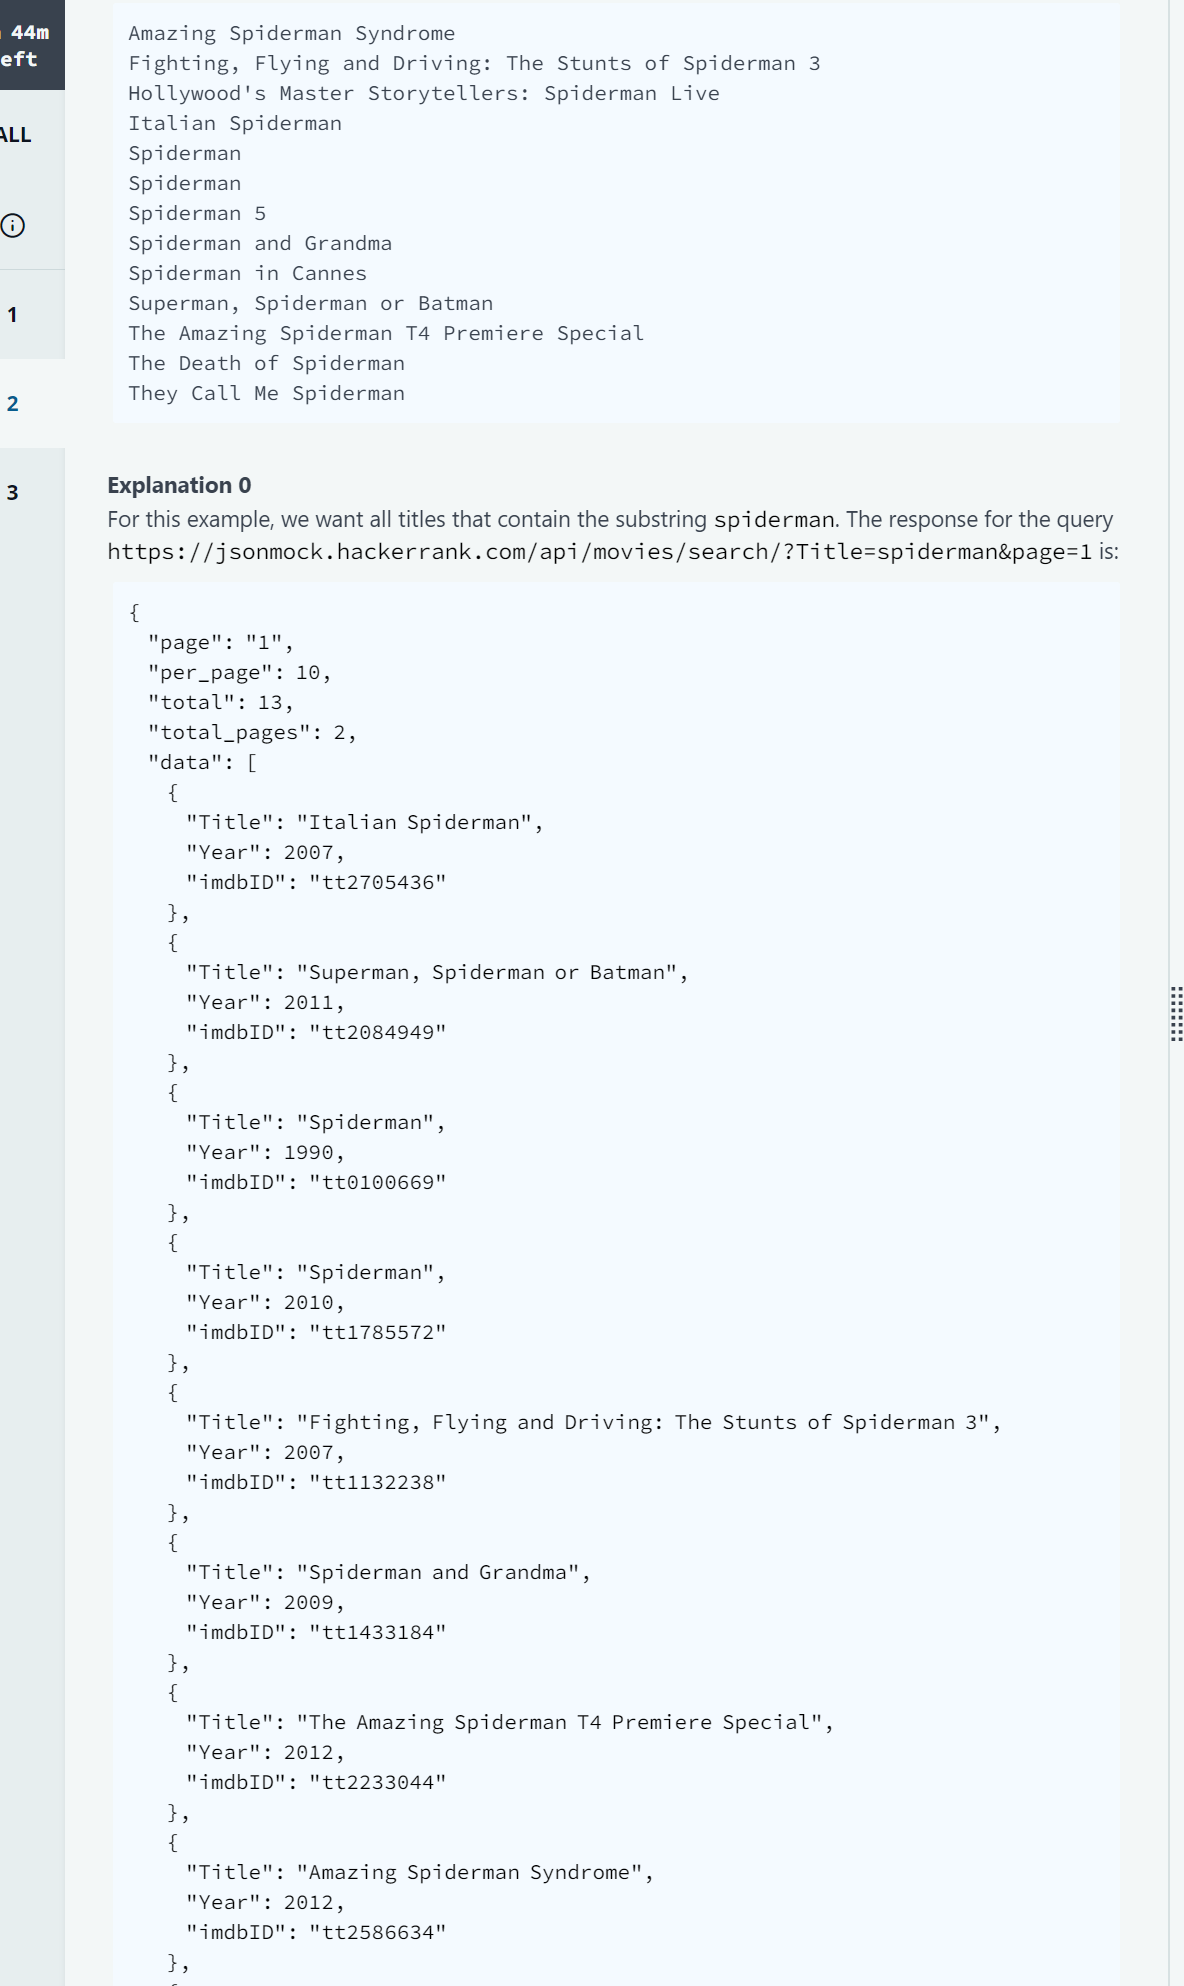 44m
eft
ALL
1
2
3
Amazing Spiderman Syndrome
Fighting, Flying and Driving: The Stunts of Spiderman 3
Hollywood's Master Storytellers: Spiderman Live
Italian Spiderman
Spiderman
Spiderman
Spiderman 5
Spiderman and Grandma
Spiderman in Cannes
Superman, Spiderman or Batman
The Amazing Spiderman T4 Premiere Special
The Death of Spiderman
They Call Me Spiderman
Explanation 0
For this example, we want all titles that contain the substring spiderman. The response for the query
https://jsonmock.hackerrank.com/api/movies/search/?Title=spiderman&page=1 is:
{
"page": "1",
"per_page": 10,
"total": 13,
"total_pages": 2,
"data": [
{
"Title": "Italian Spiderman",
"Year": 2007,
"imdbID": "tt2705436"
},
{
"Title": "Superman, Spiderman or Batman",
"Year": 2011,
"imdbID": "tt2084949"
},
{
"Title": "Spiderman",
"Year": 1990,
"imdbID": "tt0100669"
},
{
"Title": "Spiderman",
"Year": 2010,
"imdbID": "tt1785572"
},
{
"Title": "Fighting, Flying and Driving: The Stunts of Spiderman 3",
"Year": 2007,
"imdbID": "tt1132238"
},
{
"Title": "Spiderman and Grandma",
"Year": 2009,
"imdbID": "tt1433184"
},
{
"Title": "The Amazing Spiderman T4 Premiere Special",
"Year": 2012,
"imdbID": "tt2233044"
},
{
"Title": "Amazing Spiderman Syndrome",
"Year": 2012,
"imdbID": "tt2586634"
},